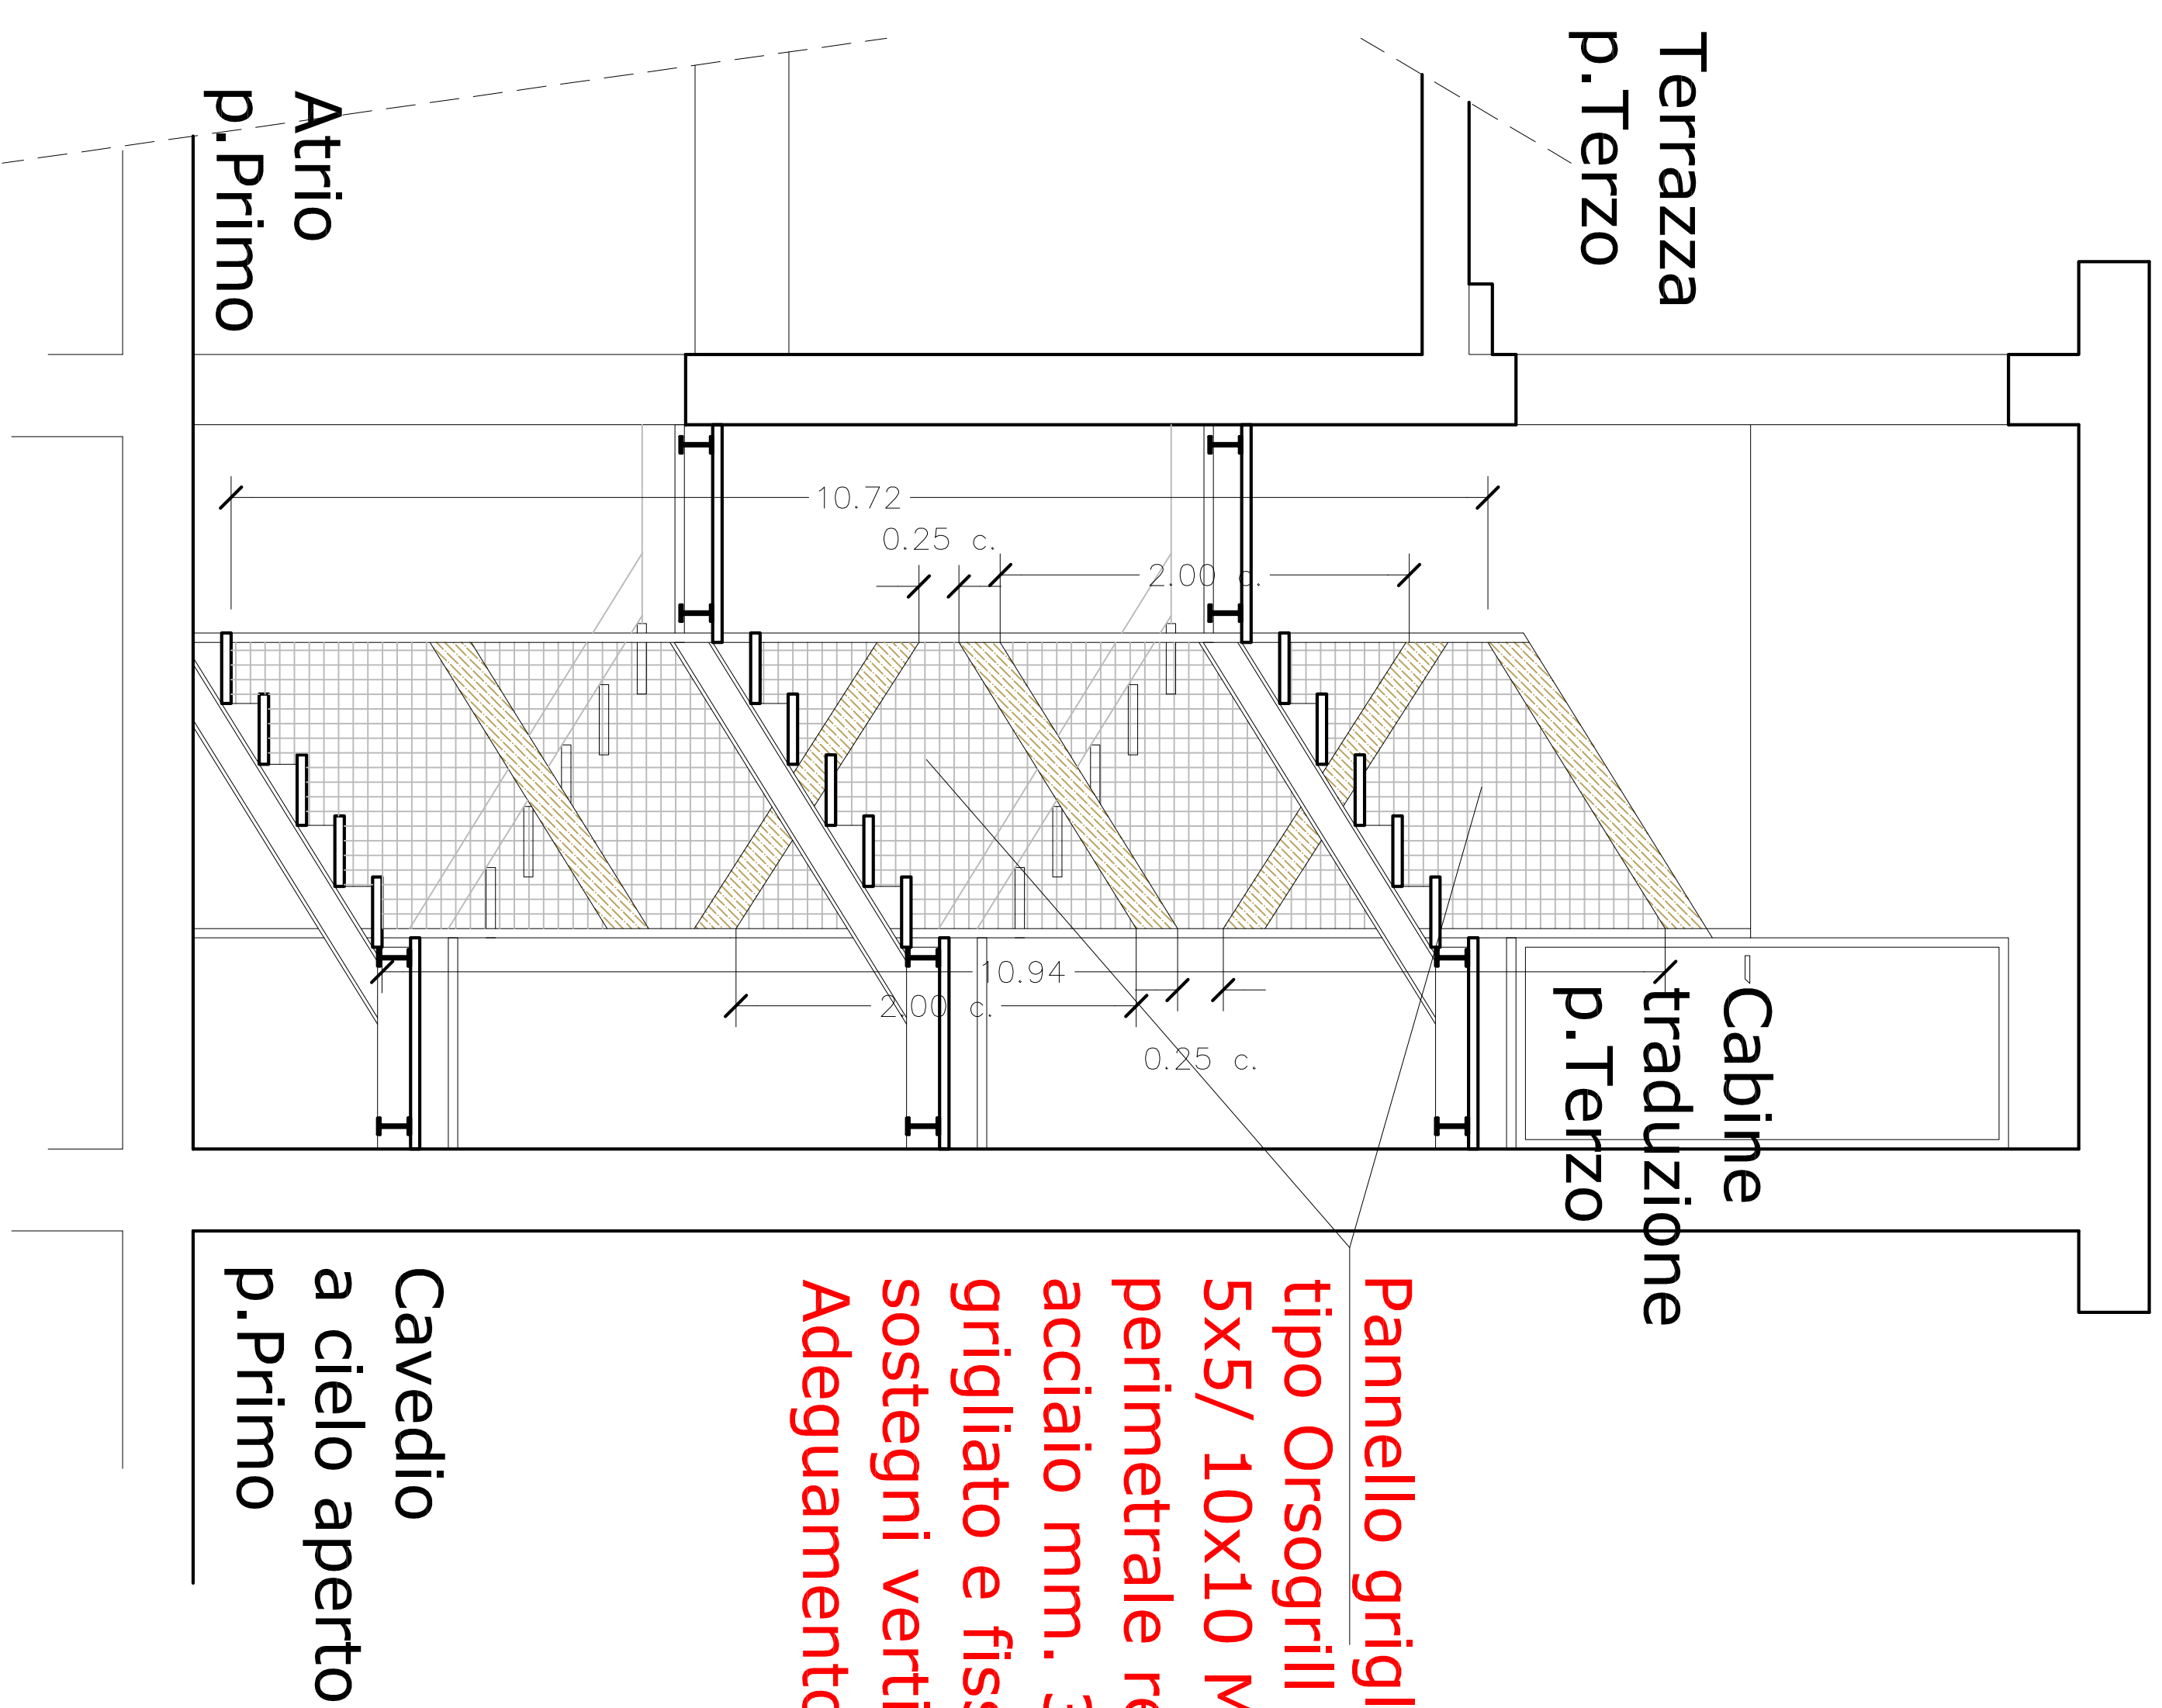 Terrazza
p.Terzo
Atrio
p.Primo
10.72
0.25 c.
2.00 c.
10.94
2.00 c.
0.25 c.
Cabine
traduzione
p.Terzo
Cavedio
a cielo aperto
p.Primo
Pannello grigl
tipo Orsogrill
5x5/ 10x10 M
perimetrale re
acciaio mm. 3
grigliato e fiss
sostegni verti
Adeguamento